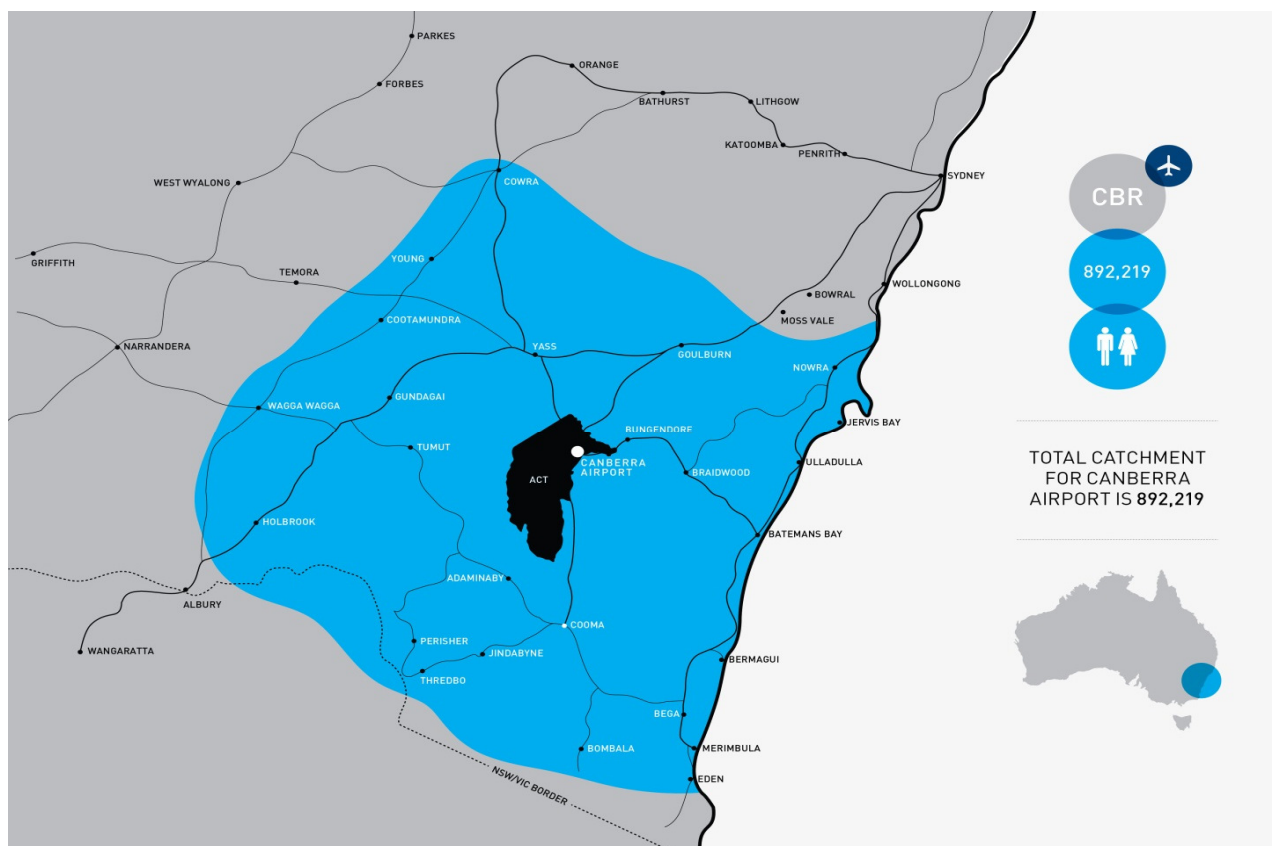 PARKES
ORANGE
FORBES
BATHURST
LITHGOW
KATOOMBA
PENRITH
WEST WYALONG
COWRA
SYDNEY
CBR
GRIFFITH
YOUNG
TEMORA
892,219
BOWRAL
WOLLONGONG
COOTAMUNDRA
MOSS VALE
NARRANDERA
YASS
GOULBURN
NOWRA
GUNDAGAI
WAGGA WAGGA
JERVIS BAY
BUNGENDORE
TUMUT
CANBERRA
AIRPORT
BRAIDWOOD
ULLADULLA
ACT
TOTAL CATCHMENT
FOR CANBERRA
AIRPORT IS 892,219
HOLBROOK
BATEMANS BAY
ADAMINABY
ALBURY
COOMA
PERISHER
JINDABYNE
WANGARATTA
BERMAGUI
THREDBO
BEGA
BOMBALA
MERIMBULA
EDEN
NSW/VIC BORDER